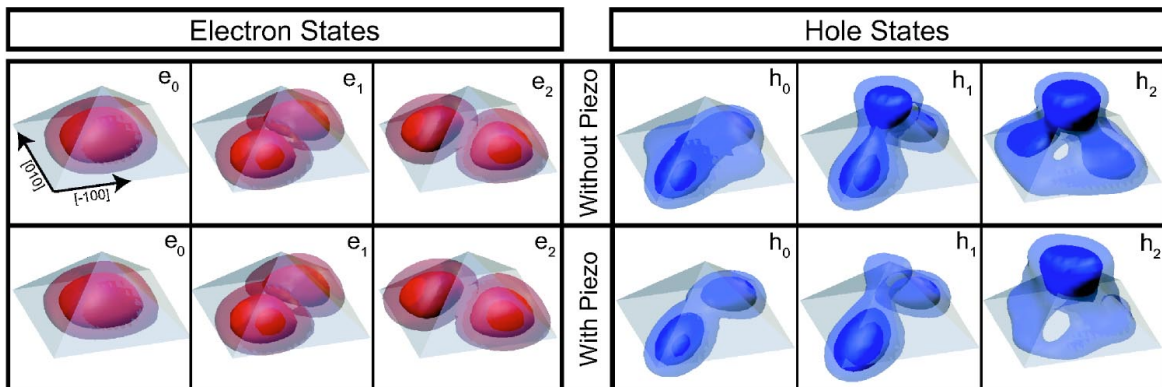 Electron States
Hole States
e0 e1 e2 Without Piezo h0 h1 h2
[010]
[-100]
e0 e1 e2 With Piezo h0 h1 h2